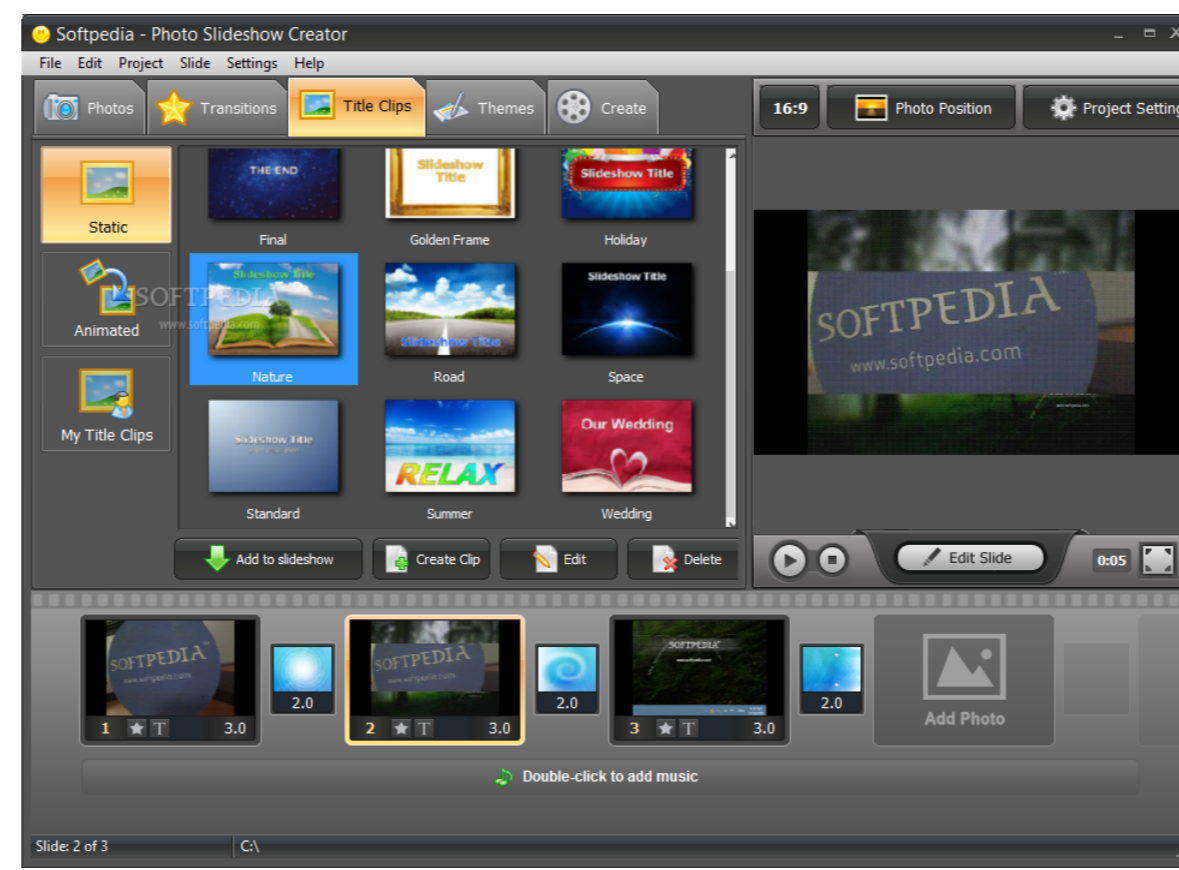 Softpedia - Photo Slideshow Creator
File Edit Project Slide Settings Help
Photos Transitions Title Clips Themes Create
16:9 Photo Position Project Setting
Static
Animated
My Title Clips
THE END
Slideshow
Title
Slideshow Title
Final Golden Frame Holiday
Slideshow Title
Slideshow Title
Slideshow Title
SOFTPEDIA
www.softpedia.com
Nature Road Space
Slideshow Title
RELAX
Our Wedding
Standard Summer Wedding
Add to slideshow Create Clip Edit Delete
SOFTPEDIA
www.softpedia.com
Edit Slide 0:05
SOFTPEDIA
www.softpedia.com
1 T 3.0
2.0
SOFTPEDIA
www.softpedia.com
2 T 3.0
2.0
SOFTPEDIA
3 T 3.0
2.0
Add Photo
Double-click to add music
Slide: 2 of 3 C:\